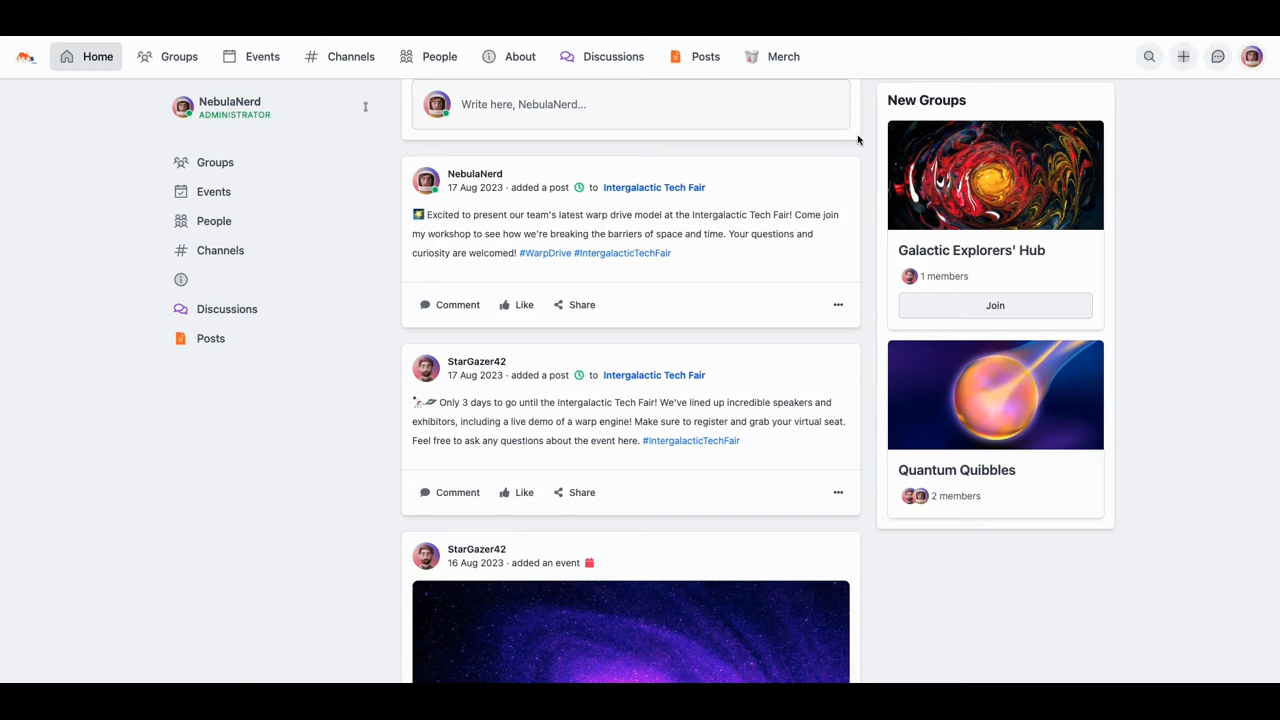 Home Groups Events Channels People About Discussions Posts Merch
NebulaNerd
ADMINISTRATOR
Groups
Events
People
Channels
Discussions
Posts
Write here, NebulaNerd...
NebulaNerd
17 Aug 2023 · added a post to Intergalactic Tech Fair
Excited to present our team's latest warp drive model at the Intergalactic Tech Fair! Come join
my workshop to see how we're breaking the barriers of space and time. Your questions and
curiosity are welcomed! #WarpDrive #IntergalacticTechFair
Comment Like Share
StarGazer42
17 Aug 2023 · added a post to Intergalactic Tech Fair
Only 3 days to go until the Intergalactic Tech Fair! We've lined up incredible speakers and
exhibitors, including a live demo of a warp engine! Make sure to register and grab your virtual seat.
Feel free to ask any questions about the event here. #IntergalacticTechFair
Comment Like Share
StarGazer42
16 Aug 2023 · added an event
New Groups
Galactic Explorers' Hub
1 members
Join
Quantum Quibbles
2 members